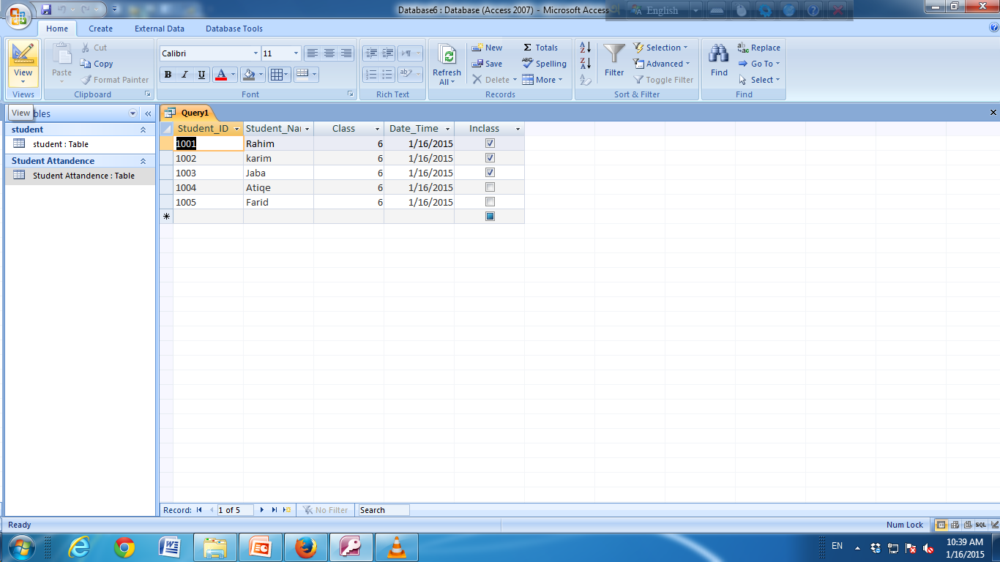 Database6 : Database (Access 2007) - Microsoft Access
English
Home Create External Data Database Tools
View
Paste
Cut
Copy
Format Painter
Calibri 11
B I U A
Refresh All
New
Save
Delete
Totals
Spelling
More
Filter
Selection
Advanced
Toggle Filter
Find
Replace
Go To
Select
Views Clipboard Font Rich Text Records Sort & Filter Find
View
bles
student
student : Table
Student Attandence
Student Attandence : Table
Query1
Student_ID Student_Nar Class Date_Time Inclass
1001 Rahim 6 1/16/2015
1002 karim 6 1/16/2015
1003 Jaba 6 1/16/2015
1004 Atiqe 6 1/16/2015
1005 Farid 6 1/16/2015
Record: 1 of 5 No Filter Search
Ready Num Lock SQL
EN 10:39 AM
1/16/2015